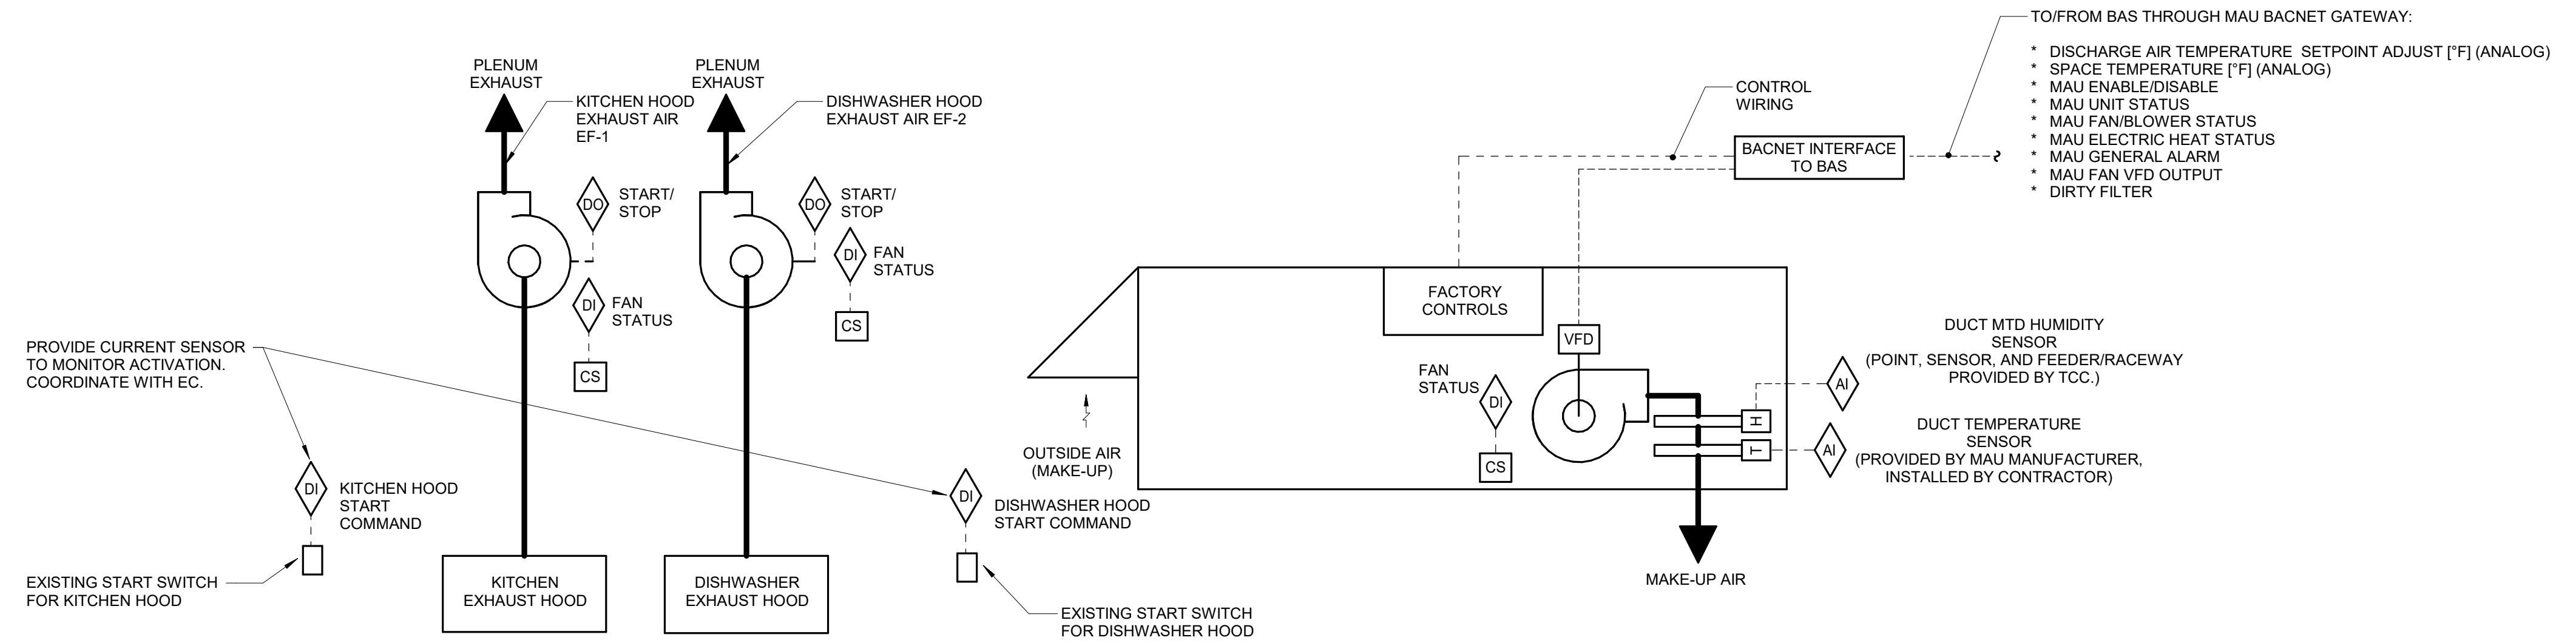 TO/FROM BAS THROUGH MAU BACNET GATEWAY:
* DISCHARGE AIR TEMPERATURE SETPOINT ADJUST [°F] (ANALOG)
* SPACE TEMPERATURE [°F] (ANALOG)
* MAU ENABLE/DISABLE
* MAU UNIT STATUS
* MAU FAN/BLOWER STATUS
* MAU ELECTRIC HEAT STATUS
* MAU GENERAL ALARM
* MAU FAN VFD OUTPUT
* DIRTY FILTER
PLENUM
EXHAUST
PLENUM
EXHAUST
KITCHEN HOOD
EXHAUST AIR
EF-1
DISHWASHER HOOD
EXHAUST AIR EF-2
CONTROL
WIRING
BACNET INTERFACE
TO BAS
DO
START/
STOP
DI
FAN
STATUS
CS
DO
START/
STOP
DI
FAN
STATUS
CS
PROVIDE CURRENT SENSOR
TO MONITOR ACTIVATION.
COORDINATE WITH EC.
DI
KITCHEN HOOD
START
COMMAND
EXISTING START SWITCH
FOR KITCHEN HOOD
KITCHEN
EXHAUST HOOD
DISHWASHER
EXHAUST HOOD
DI
DISHWASHER HOOD
START COMMAND
EXISTING START SWITCH
FOR DISHWASHER HOOD
OUTSIDE AIR
(MAKE-UP)
FACTORY
CONTROLS
VFD
FAN
STATUS
DI
CS
H
T
AI
AI
DUCT MTD HUMIDITY
SENSOR
(POINT, SENSOR, AND FEEDER/RACEWAY
PROVIDED BY TCC.)
DUCT TEMPERATURE
SENSOR
(PROVIDED BY MAU MANUFACTURER,
INSTALLED BY CONTRACTOR)
MAKE-UP AIR